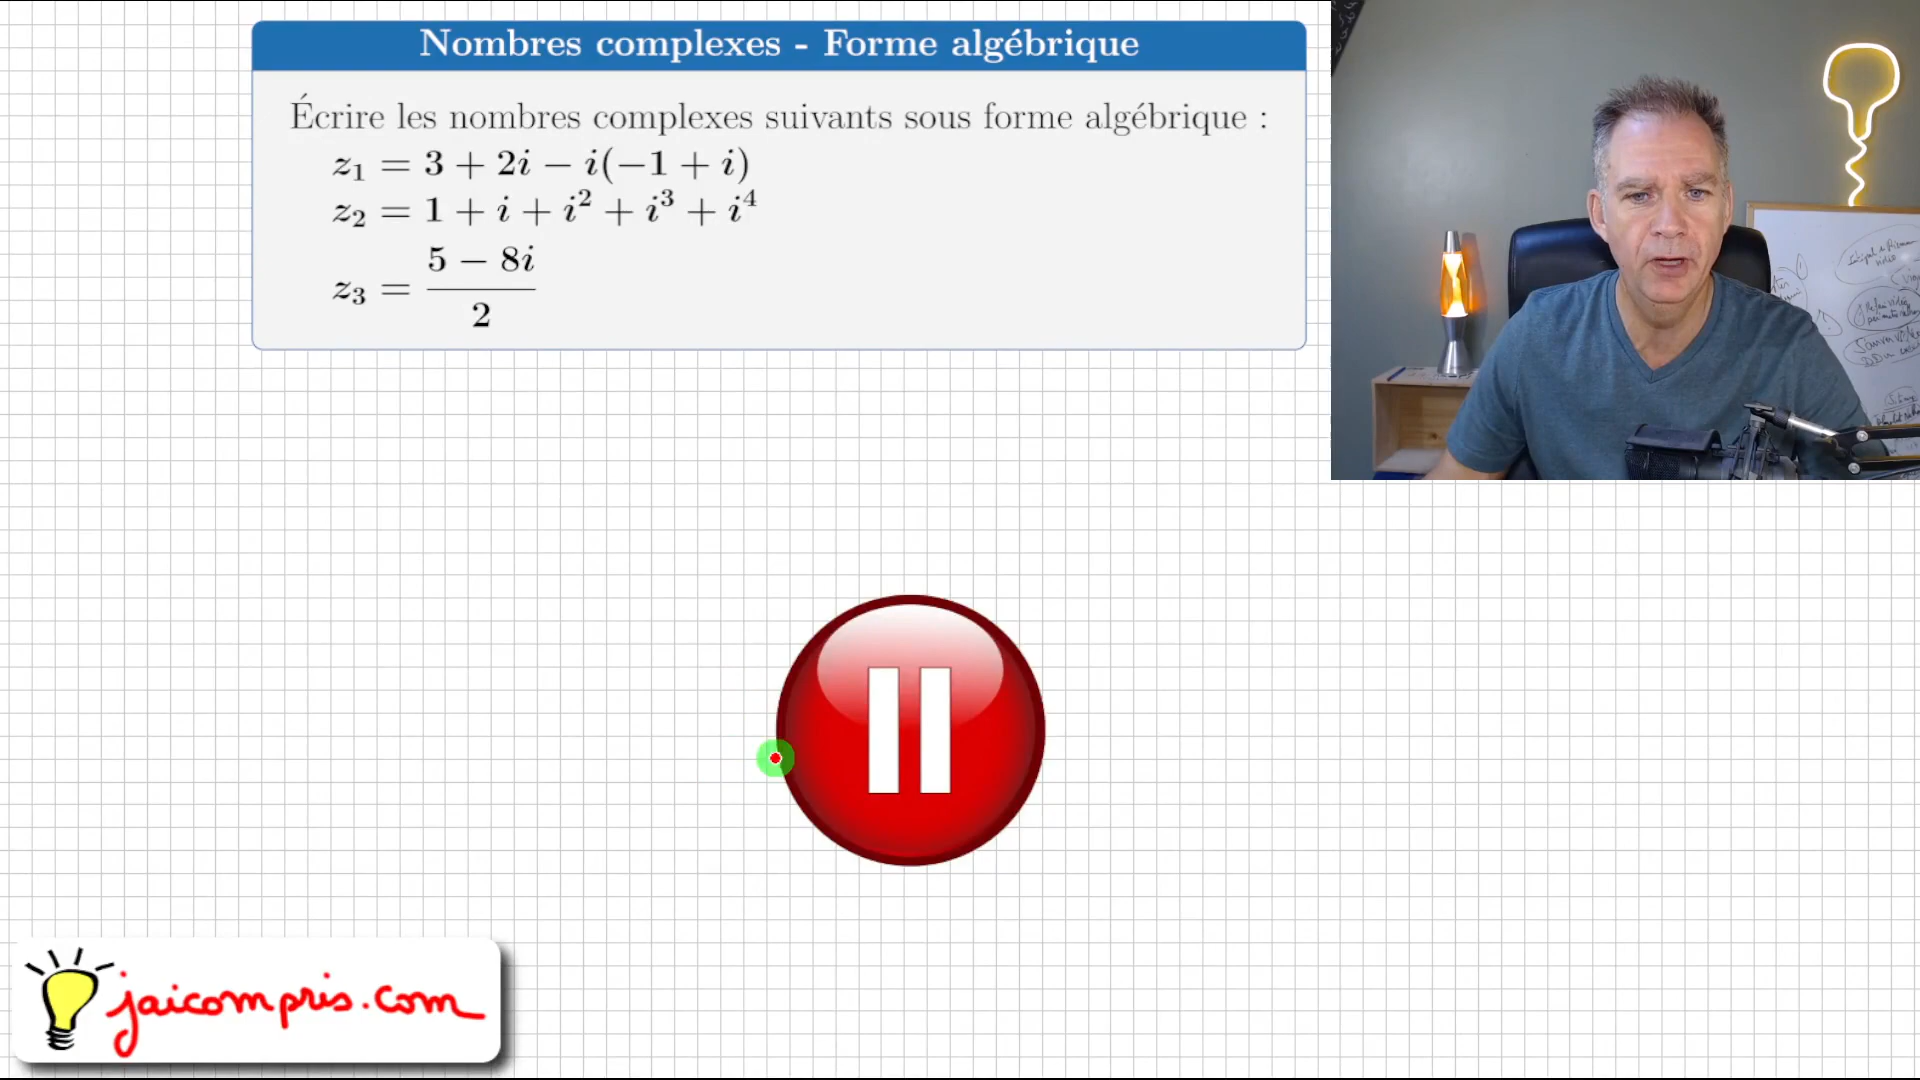 Nombres complexes - Forme algébrique
Écrire les nombres complexes suivants sous forme algébrique :
z₁ = 3 + 2i − i(−1 + i)
z₂ = 1 + i + i² + i³ + i⁴
z₃ = (5 − 8i)/2
jaicompris.com